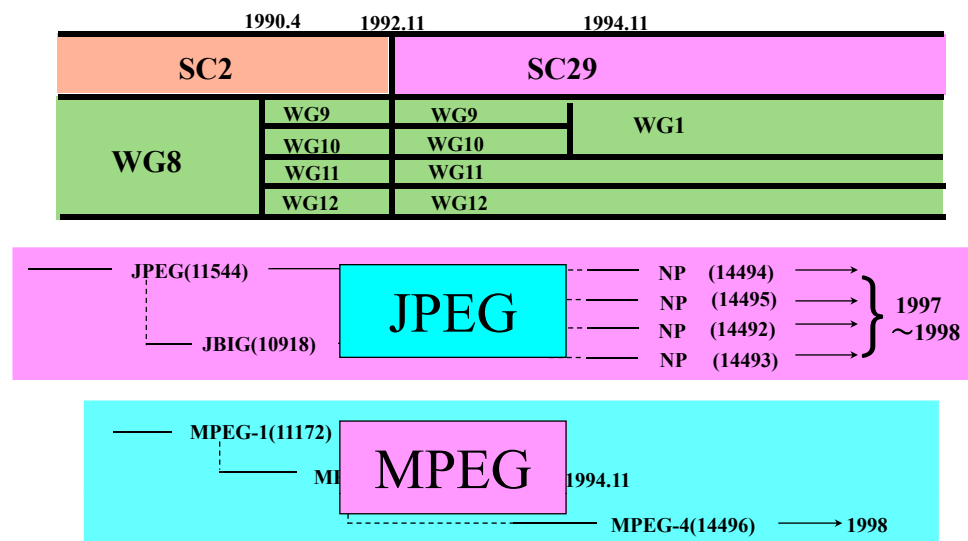 1990.4 1992.11 1994.11
SC2 SC29
WG9 WG9 WG1
WG10 WG10
WG8
WG11 WG11
WG12 WG12
JPEG(11544) NP (14494)
JPEG NP (14495) 1997
NP (14492) ～1998
JBIG(10918) NP (14493)
MPEG-1(11172)
MPEG 1994.11
MPEG-4(14496) 1998